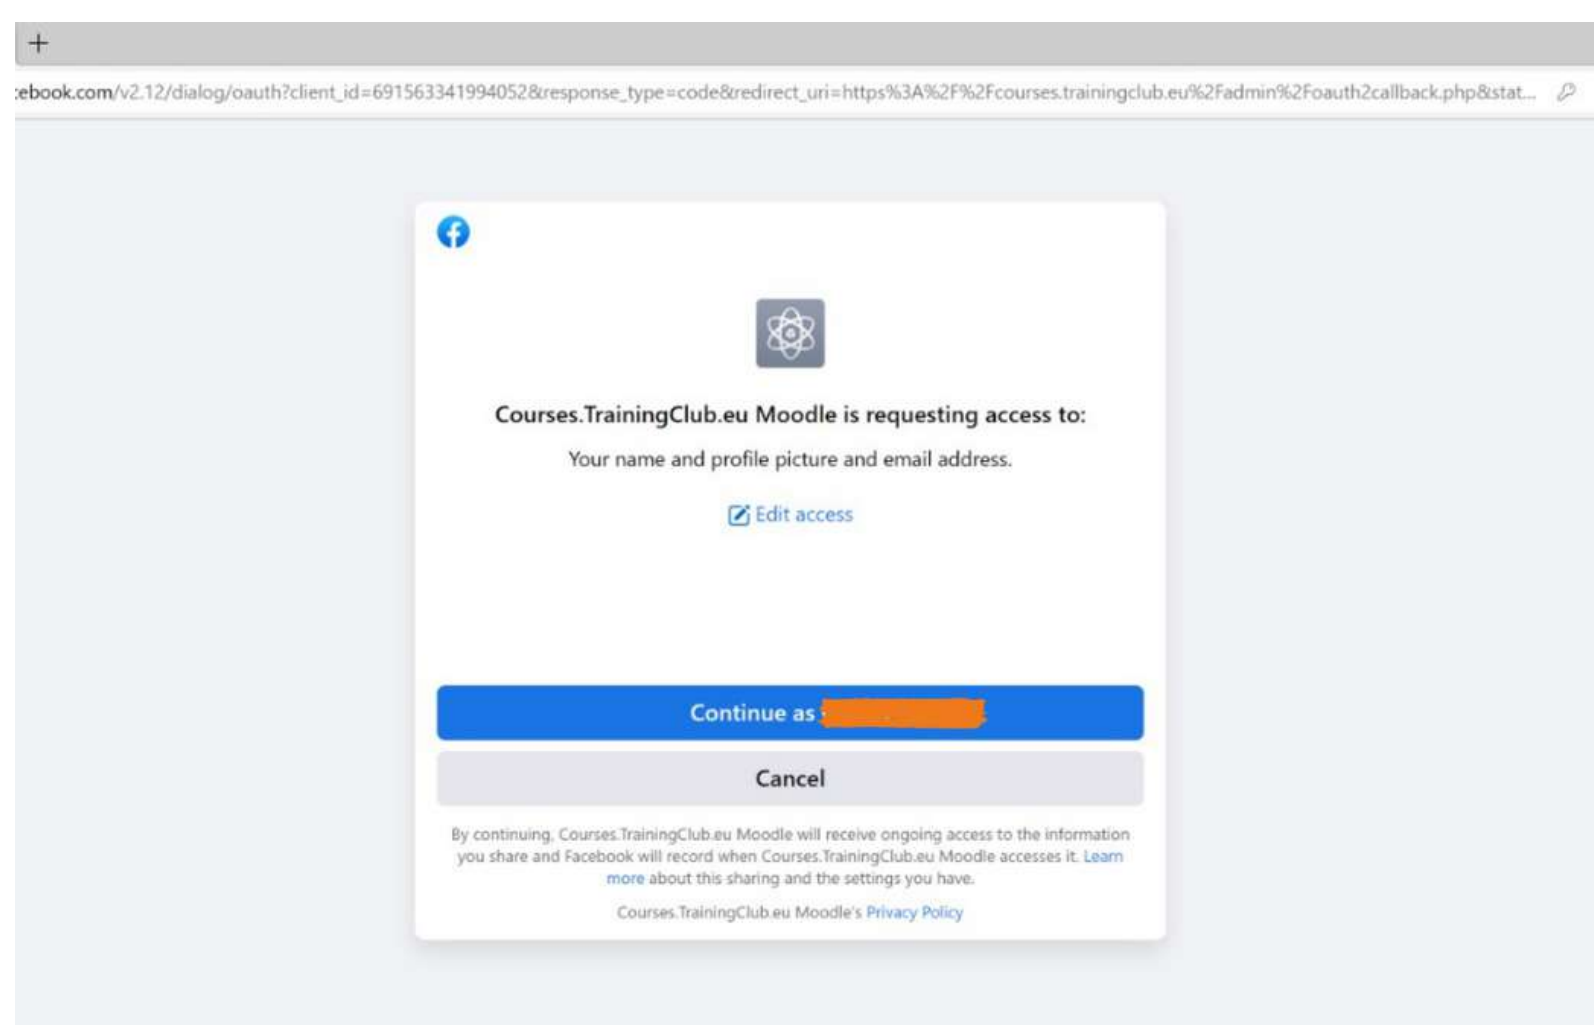 +
cebook.com/v2.12/dialog/oauth?client_id=691563341994052&response_type=code&redirect_uri=https%3A%2F%2Fcourses.trainingclub.eu%2Fadmin%2Foauth2callback.php&stat...
Courses.TrainingClub.eu Moodle is requesting access to:
Your name and profile picture and email address.
Edit access
Continue as
Cancel
By continuing, Courses.TrainingClub.eu Moodle will receive ongoing access to the information
you share and Facebook will record when Courses.TrainingClub.eu Moodle accesses it. Learn
more about this sharing and the settings you have.
Courses.TrainingClub.eu Moodle's Privacy Policy